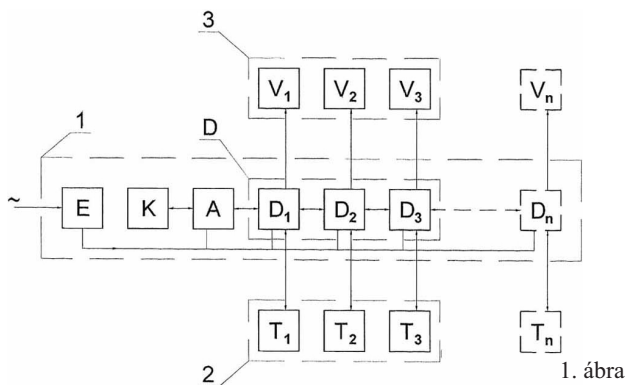 3
V1 V2 V3 Vn
D
1
~ E K A D1 D2 D3 Dn
T1 T2 T3 Tn
2
1. ábra